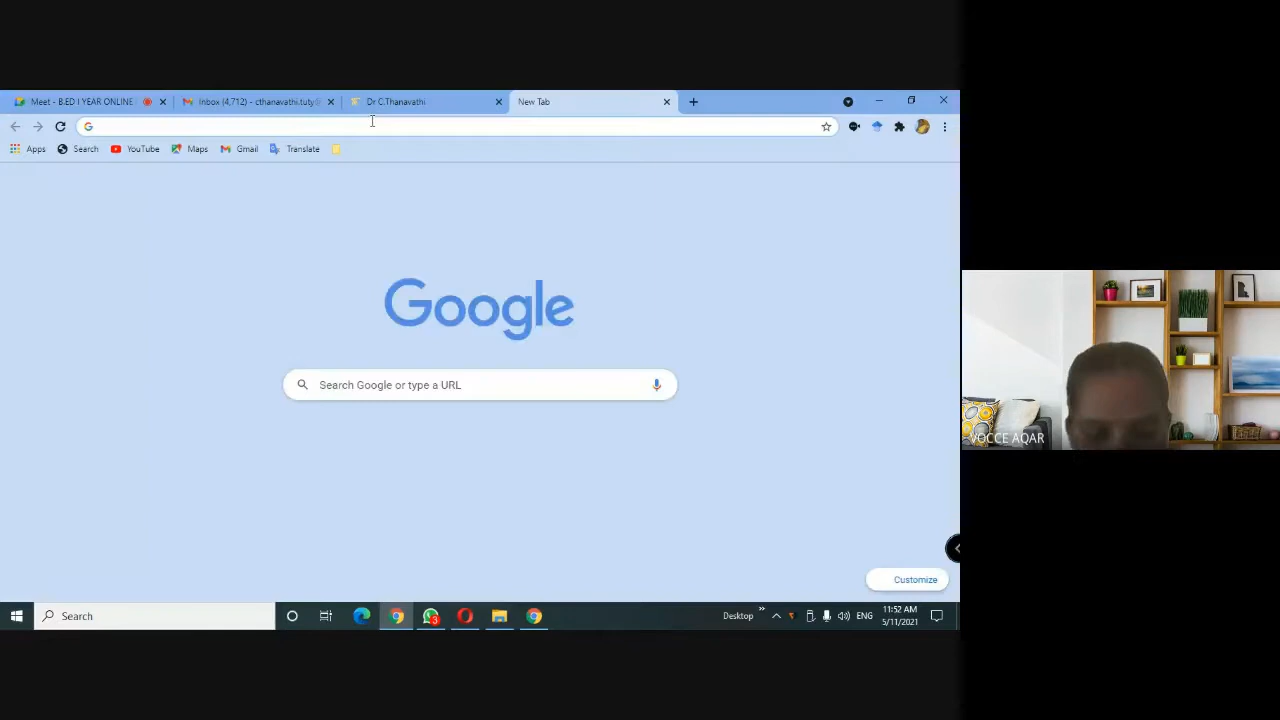 Meet - B.ED I YEAR ONLINE
Inbox (4,712) - cthanavathi.tuty
Dr C.Thanavathi
New Tab
Apps
Search
YouTube
Maps
Gmail
Translate
Google
Search Google or type a URL
VOCCE AQAR
Customize
Search
3
Desktop
ENG
11:52 AM
5/11/2021